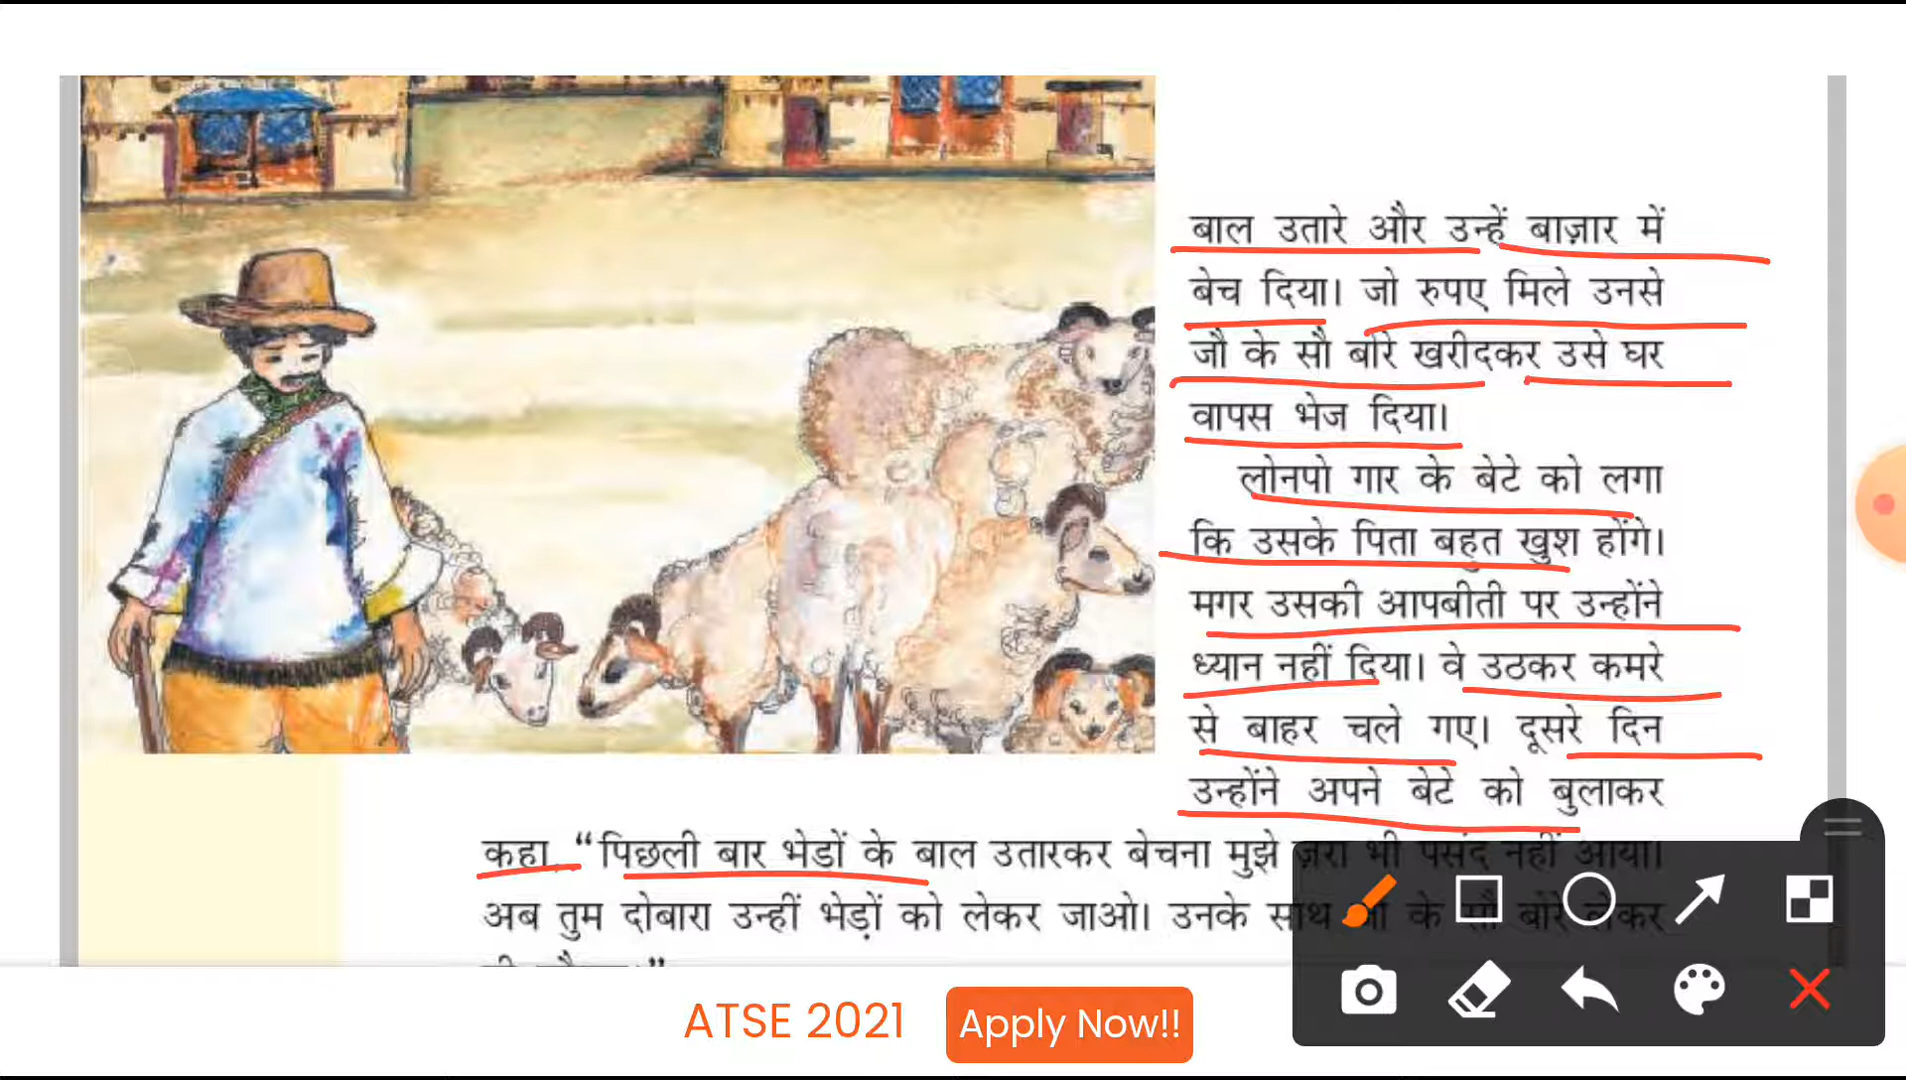 बाल उतारे और उन्हें बाज़ार में
बेच दिया। जो रुपए मिले उनसे
जौ के सौ बोरे खरीदकर उसे घर
वापस भेज दिया।
लोनपो गार के बेटे को लगा
कि उसके पिता बहुत खुश होंगे।
मगर उसकी आपबीती पर उन्होंने
ध्यान नहीं दिया। वे उठकर कमरे
से बाहर चले गए। दूसरे दिन
उन्होंने अपने बेटे को बुलाकर
कहा, “पिछली बार भेडों के बाल उतारकर बेचना मुझे ज़रा भी पसंद नहीं आया।
अब तुम दोबारा उन्हीं भेड़ों को लेकर जाओ। उनके साथ जौ के सौ बोरे लेकर
ATSE 2021
Apply Now!!